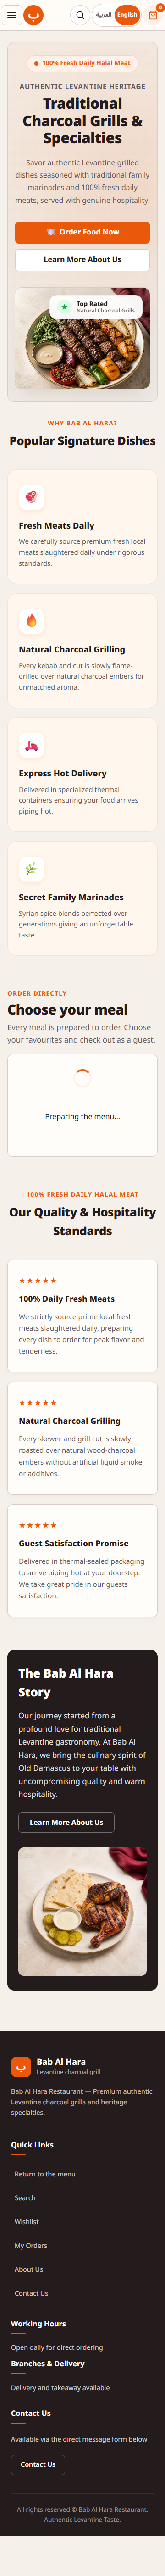 ب
العربية
English
0
100% Fresh Daily Halal Meat
AUTHENTIC LEVANTINE HERITAGE
Traditional
Charcoal Grills &
Specialties
Savor authentic Levantine grilled
dishes seasoned with traditional family
marinades and 100% fresh daily
meats, served with genuine hospitality.
Order Food Now
Learn More About Us
Top Rated
Natural Charcoal Grills
WHY BAB AL HARA?
Popular Signature Dishes
Fresh Meats Daily
We carefully source premium fresh local
meats slaughtered daily under rigorous
standards.
Natural Charcoal Grilling
Every kebab and cut is slowly flame-
grilled over natural charcoal embers for
unmatched aroma.
Express Hot Delivery
Delivered in specialized thermal
containers ensuring your food arrives
piping hot.
Secret Family Marinades
Syrian spice blends perfected over
generations giving an unforgettable
taste.
ORDER DIRECTLY
Choose your meal
Every meal is prepared to order. Choose
your favourites and check out as a guest.
Preparing the menu...
100% FRESH DAILY HALAL MEAT
Our Quality & Hospitality
Standards
★★★★★
100% Daily Fresh Meats
We strictly source prime local fresh
meats slaughtered daily, preparing
every dish to order for peak flavor and
tenderness.
★★★★★
Natural Charcoal Grilling
Every skewer and grill cut is slowly
roasted over natural wood-charcoal
embers without artificial liquid smoke
or additives.
★★★★★
Guest Satisfaction Promise
Delivered in thermal-sealed packaging
to arrive piping hot at your doorstep.
We take great pride in our guests
satisfaction.
The Bab Al Hara
Story
Our journey started from a
profound love for traditional
Levantine gastronomy. At Bab Al
Hara, we bring the culinary spirit of
Old Damascus to your table with
uncompromising quality and warm
hospitality.
Learn More About Us
ب
Bab Al Hara
Levantine charcoal grill
Bab Al Hara Restaurant — Premium authentic
Levantine charcoal grills and heritage
specialties.
Quick Links
Return to the menu
Search
Wishlist
My Orders
About Us
Contact Us
Working Hours
Open daily for direct ordering
Branches & Delivery
Delivery and takeaway available
Contact Us
Available via the direct message form below
Contact Us
All rights reserved © Bab Al Hara Restaurant.
Authentic Levantine Taste.